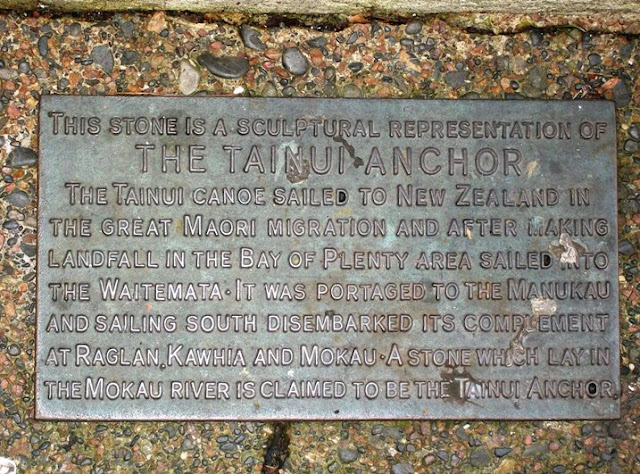 THIS STONE IS A SCULPTURAL REPRESENTATION OF
THE TAINUI ANCHOR
THE TAINUI CANOE SAILED TO NEW ZEALAND IN
THE GREAT MAORI MIGRATION AND AFTER MAKING
LANDFALL IN THE BAY OF PLENTY AREA SAILED INTO
THE WAITEMATA · IT WAS PORTAGED TO THE MANUKAU
AND SAILING SOUTH DISEMBARKED ITS COMPLEMENT
AT RAGLAN, KAWHIA AND MOKAU · A STONE WHICH LAY IN
THE MOKAU RIVER IS CLAIMED TO BE THE TAINUI ANCHOR.